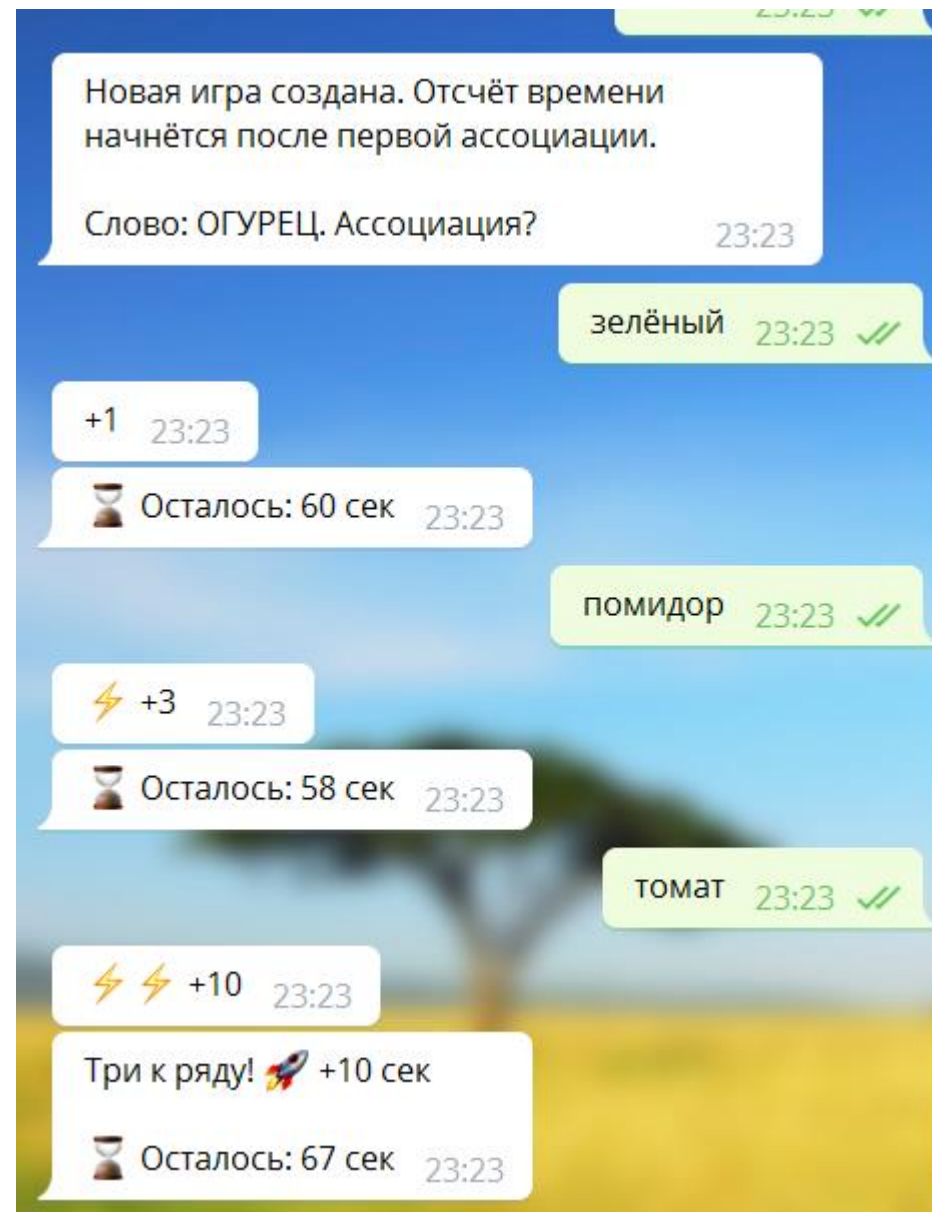 Новая игра создана. Отсчёт времени
начнётся после первой ассоциации.
Слово: ОГУРЕЦ. Ассоциация?
23:23
зелёный 23:23
+1 23:23
⏳ Осталось: 60 сек 23:23
помидор 23:23
⚡ +3 23:23
⏳ Осталось: 58 сек 23:23
томат 23:23
⚡ ⚡ +10 23:23
Три к ряду! 🚀 +10 сек
⏳ Осталось: 67 сек 23:23